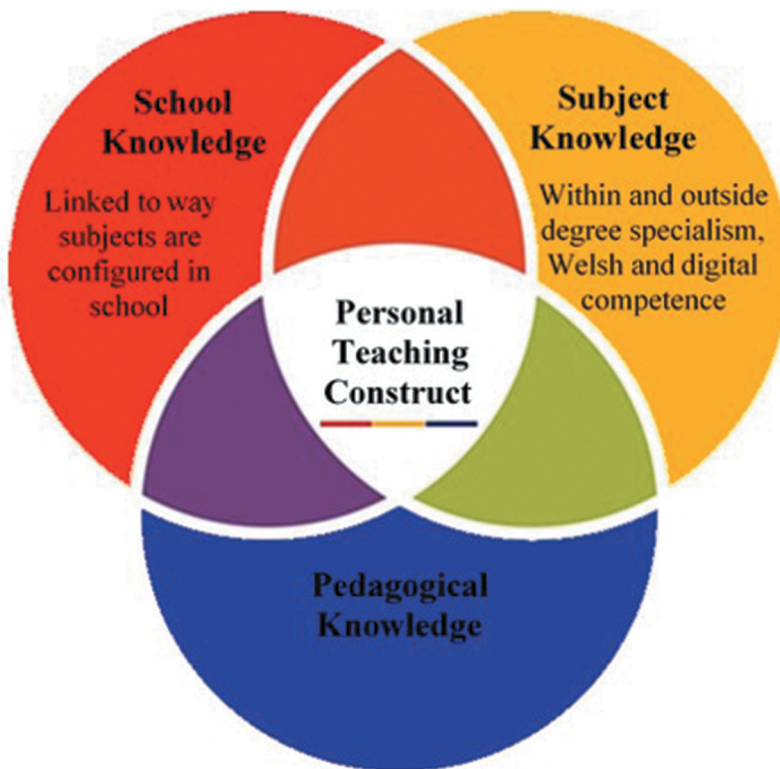 School
Knowledge
Linked to way
subjects are
configured in
school
Subject
Knowledge
Within and outside
degree specialism,
Welsh and digital
competence
Personal
Teaching
Construct
Pedagogical
Knowledge